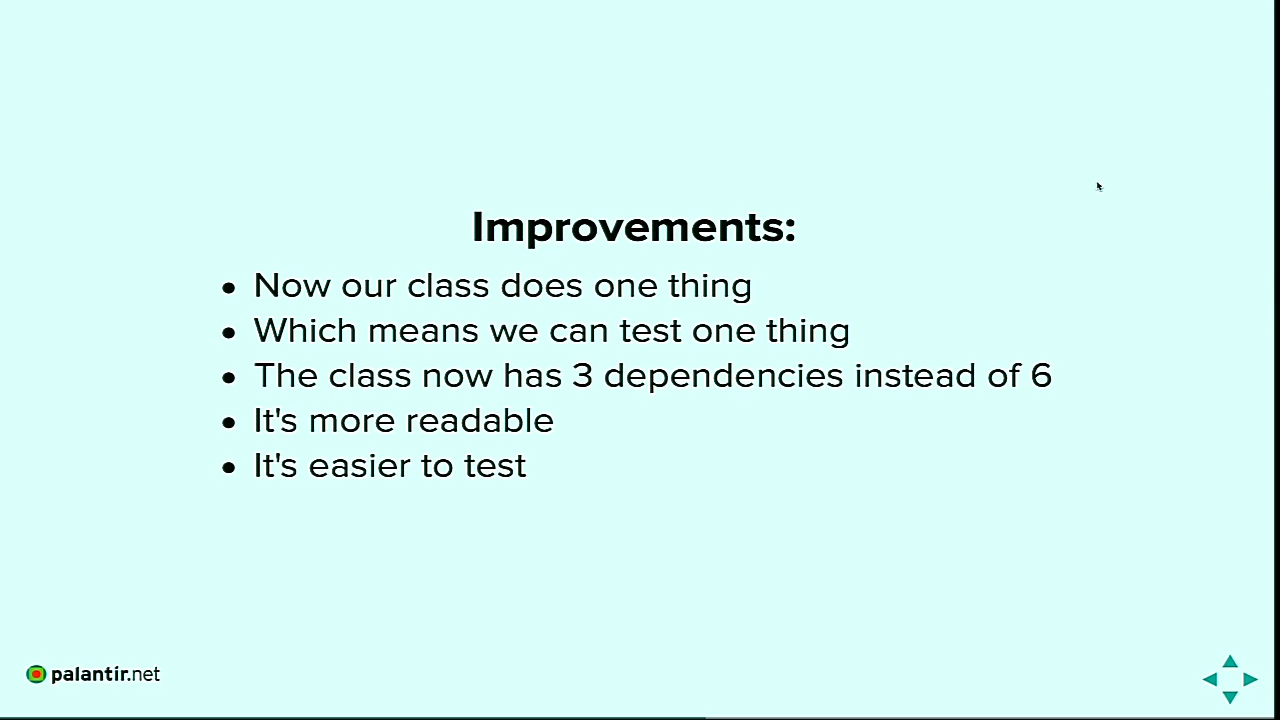 Improvements:
• Now our class does one thing
• Which means we can test one thing
• The class now has 3 dependencies instead of 6
• It's more readable
• It's easier to test
palantir.net